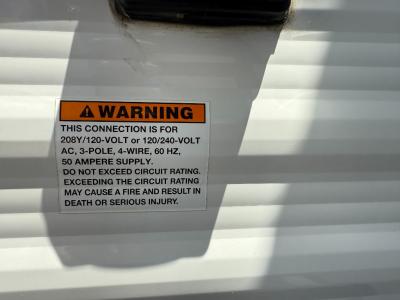 WARNING
THIS CONNECTION IS FOR
208Y/120-VOLT or 120/240-VOLT
AC, 3-POLE, 4-WIRE, 60 HZ,
50 AMPERE SUPPLY.
DO NOT EXCEED CIRCUIT RATING.
EXCEEDING THE CIRCUIT RATING
MAY CAUSE A FIRE AND RESULT IN
DEATH OR SERIOUS INJURY.